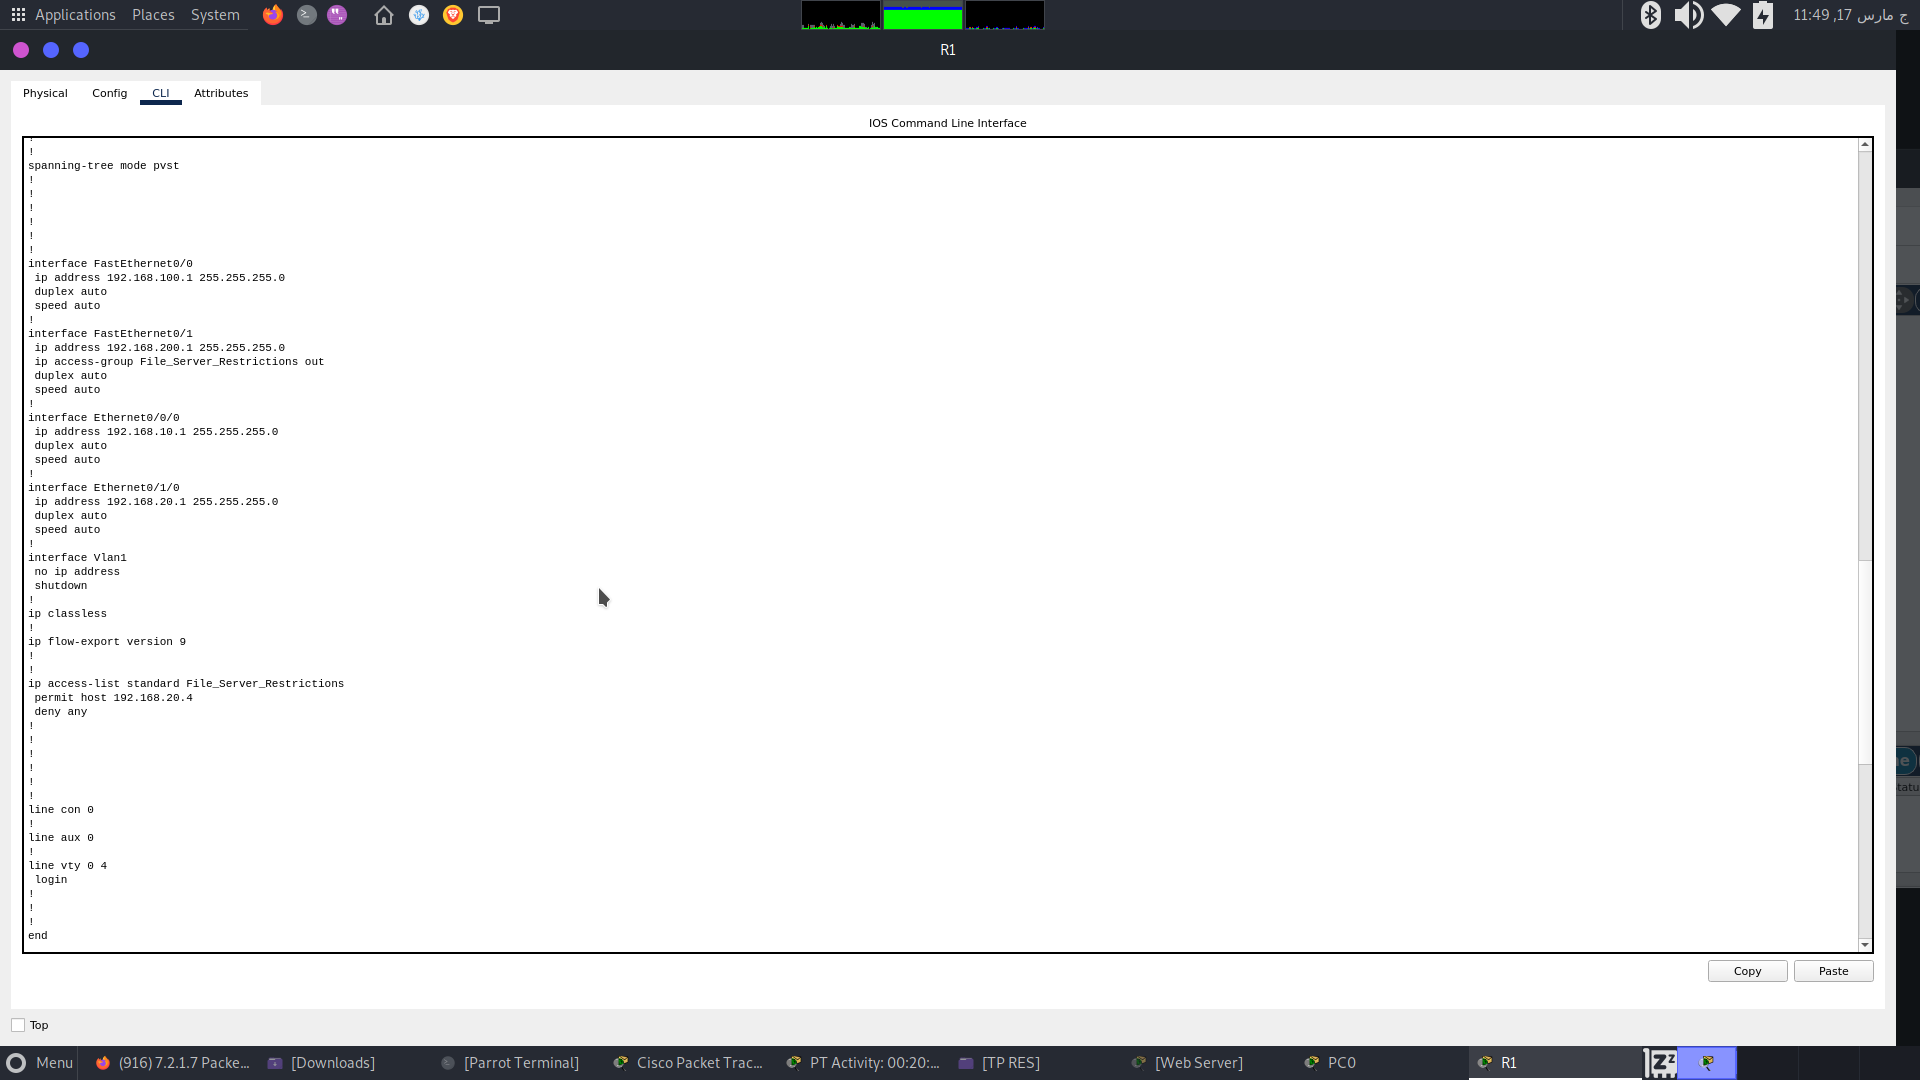 Applications Places System
11:49 ,17 مارس ج
R1
Physical Config CLI Attributes
IOS Command Line Interface
!
!
spanning-tree mode pvst
!
!
!
!
!
!
interface FastEthernet0/0
ip address 192.168.100.1 255.255.255.0
duplex auto
speed auto
!
interface FastEthernet0/1
ip address 192.168.200.1 255.255.255.0
ip access-group File_Server_Restrictions out
duplex auto
speed auto
!
interface Ethernet0/0/0
ip address 192.168.10.1 255.255.255.0
duplex auto
speed auto
!
interface Ethernet0/1/0
ip address 192.168.20.1 255.255.255.0
duplex auto
speed auto
!
interface Vlan1
no ip address
shutdown
!
ip classless
!
ip flow-export version 9
!
!
ip access-list standard File_Server_Restrictions
permit host 192.168.20.4
deny any
!
!
!
!
!
!
line con 0
!
line aux 0
!
line vty 0 4
login
!
!
!
end
Copy Paste
Top
Menu (916) 7.2.1.7 Packe... [Downloads] [Parrot Terminal] Cisco Packet Trac... PT Activity: 00:20:... [TP RES] [Web Server] PC0 R1